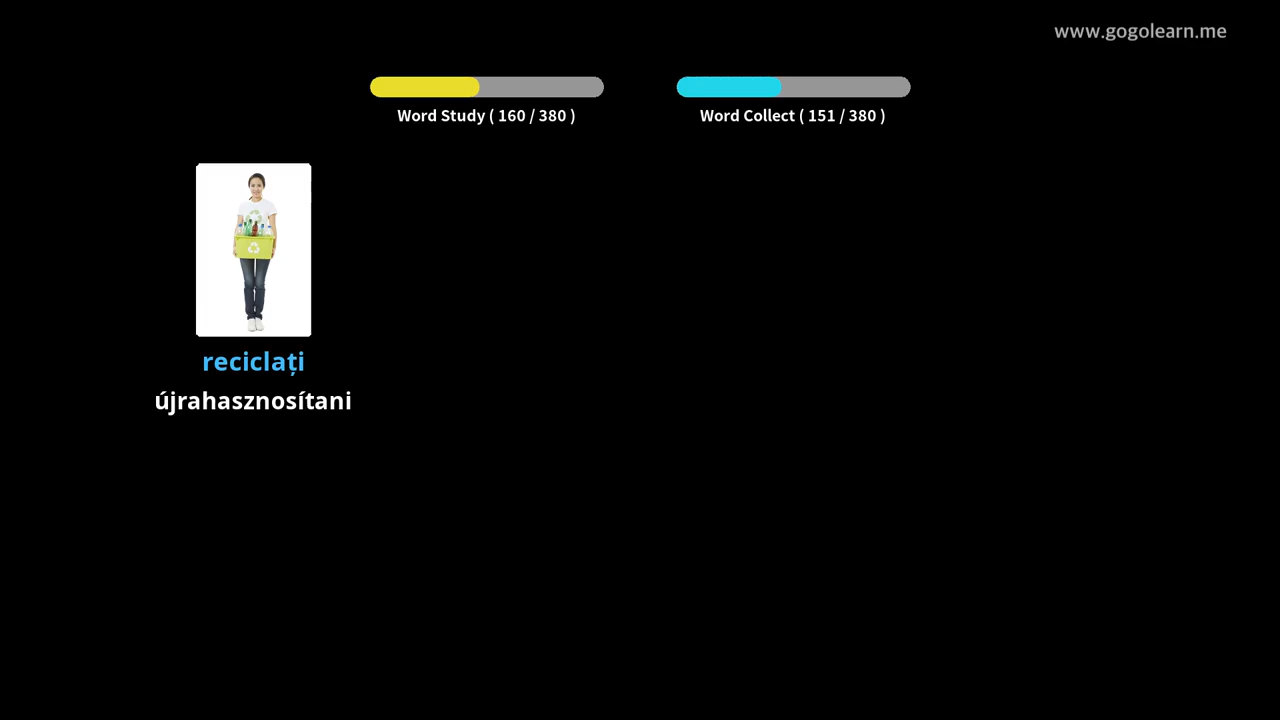 www.gogolearn.me
Word Study ( 160 / 380 )
Word Collect ( 151 / 380 )
reciclați
újrahasznosítani